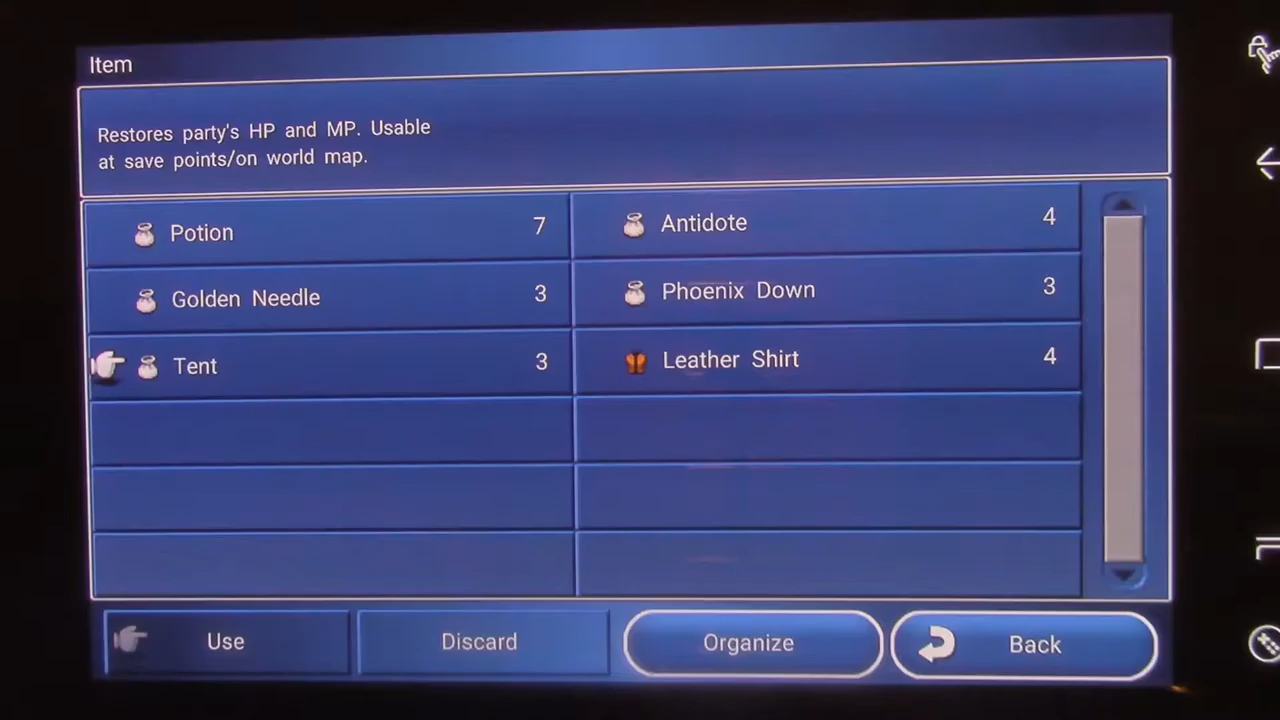 Item
Restores party's HP and MP. Usable
at save points/on world map.
Potion 7
Antidote 4
Golden Needle 3
Phoenix Down 3
Tent 3
Leather Shirt 4
Use
Discard
Organize
Back